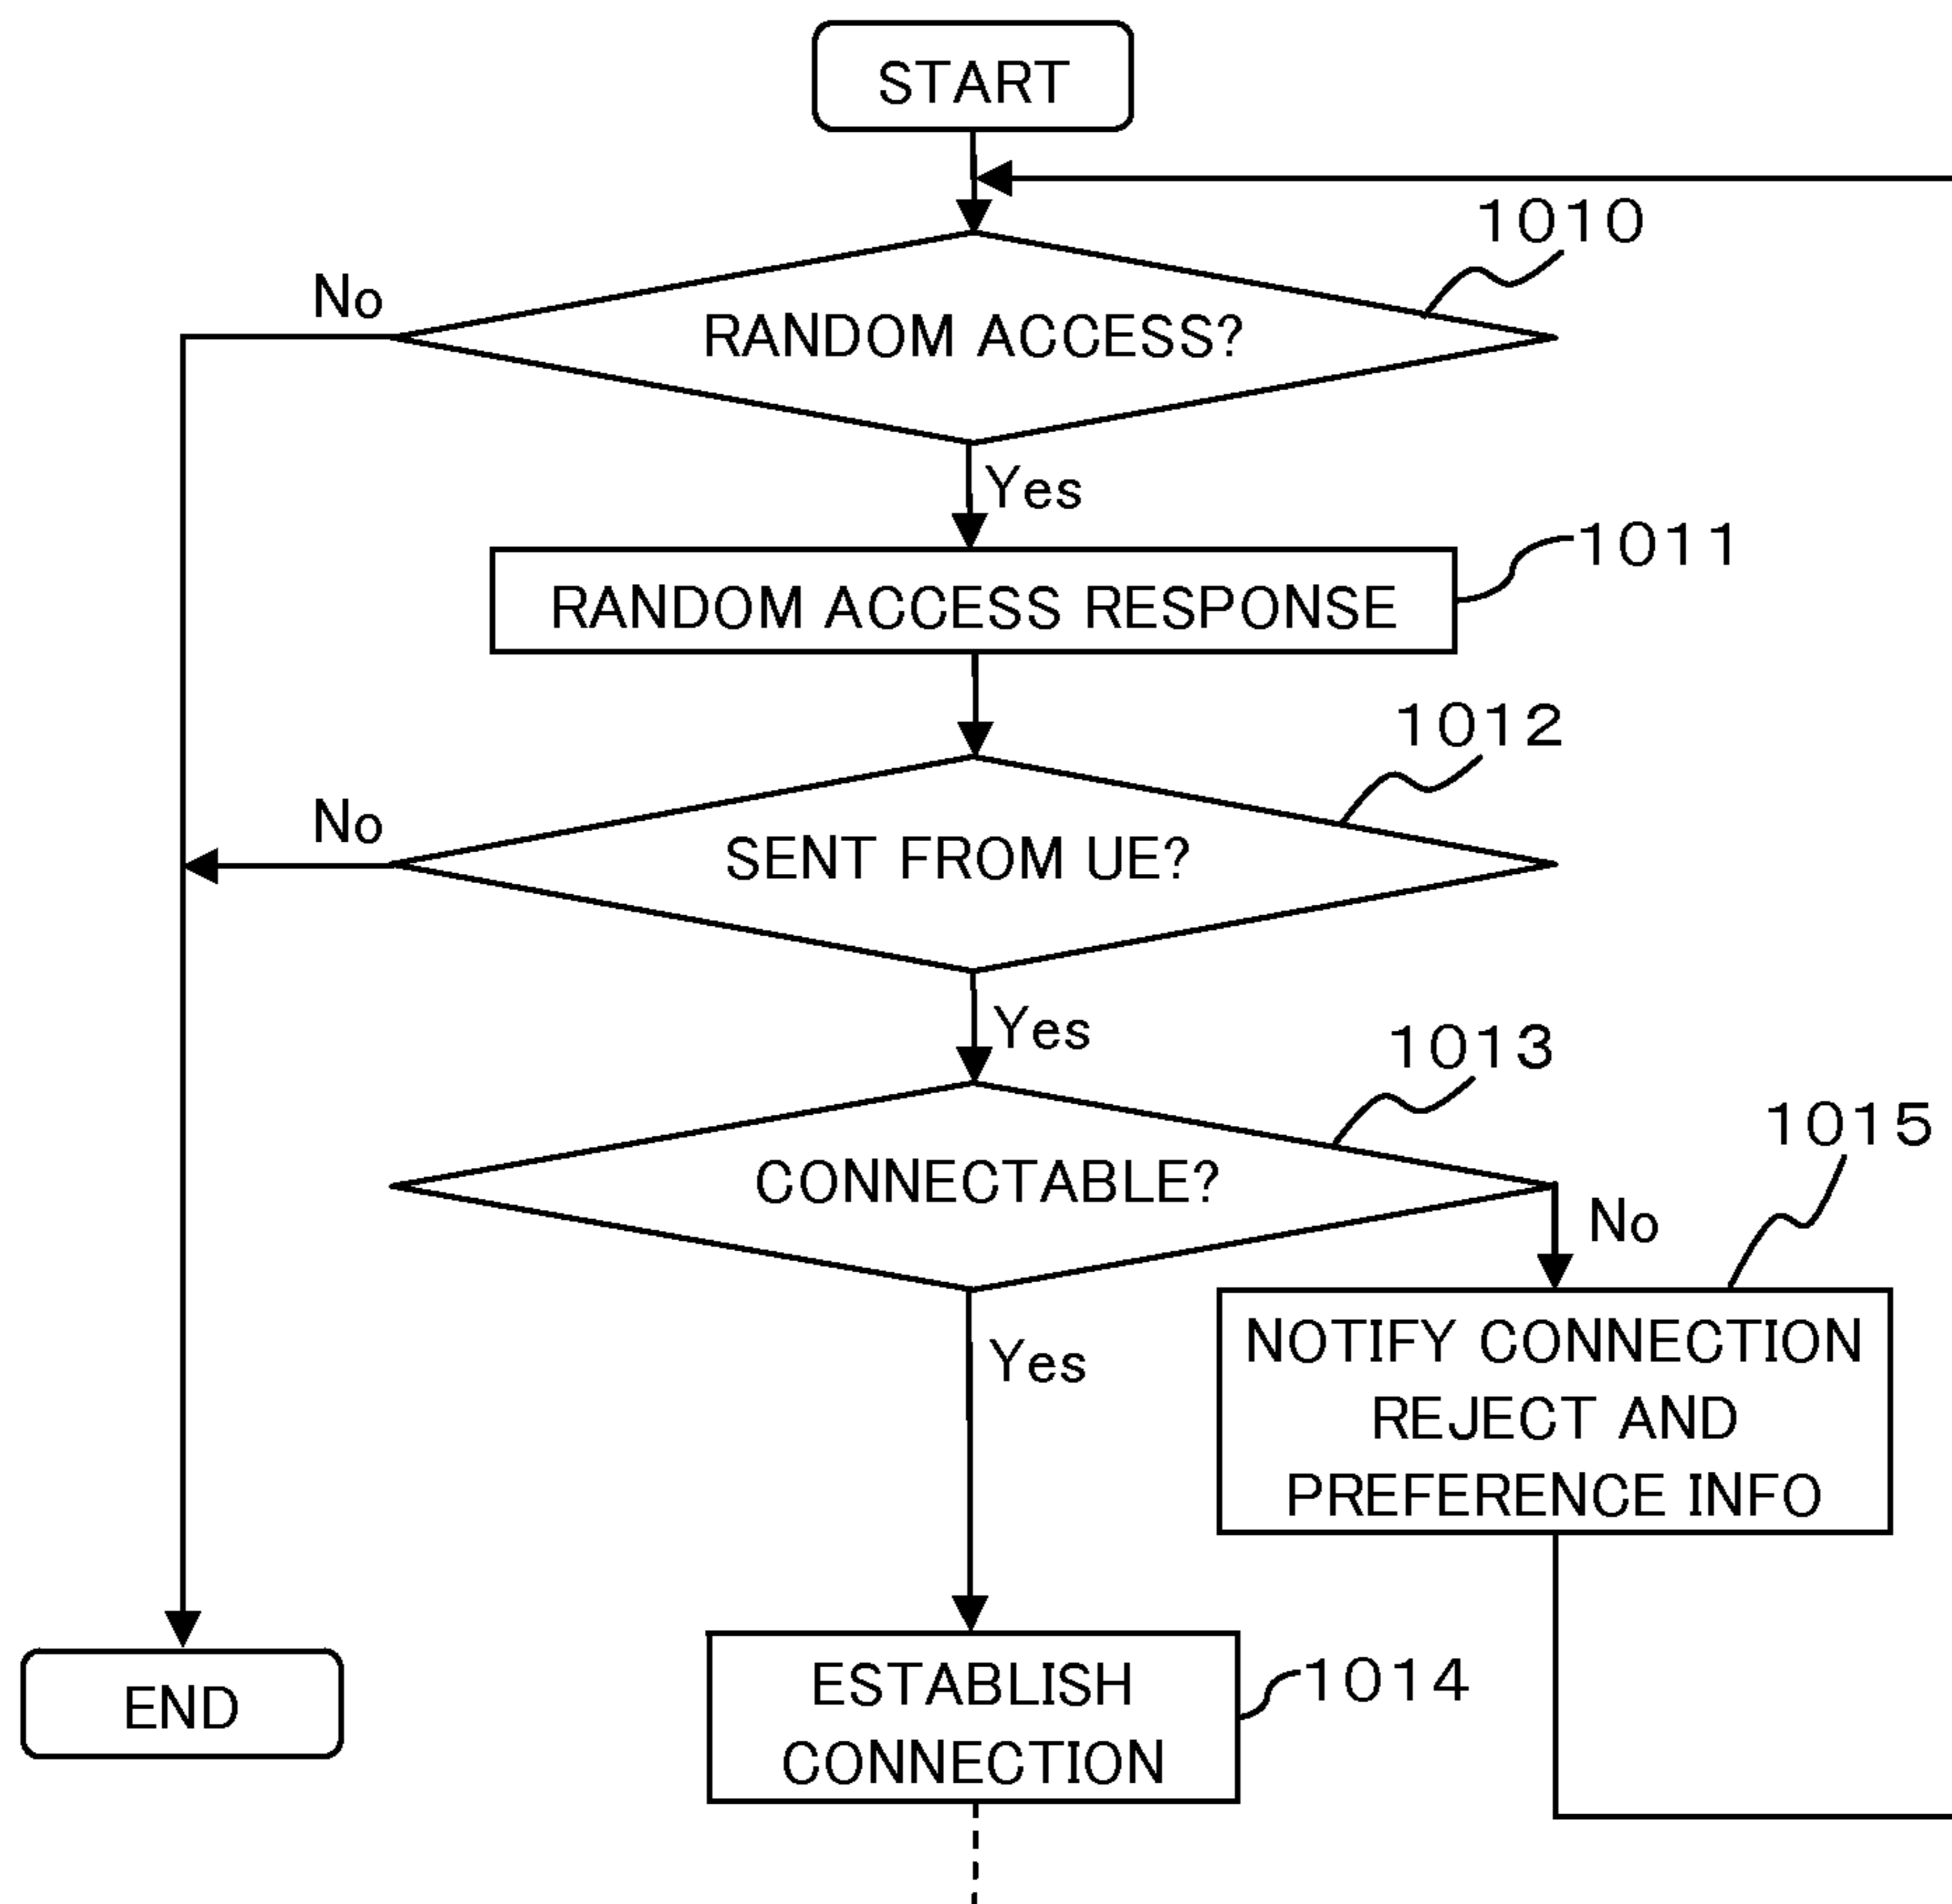 START
1010
No
RANDOM ACCESS?
Yes
1011
RANDOM ACCESS RESPONSE
1012
No
SENT FROM UE?
Yes
1013
1015
CONNECTABLE?
No
Yes
NOTIFY CONNECTION
REJECT AND
PREFERENCE INFO
ESTABLISH
CONNECTION
1014
END